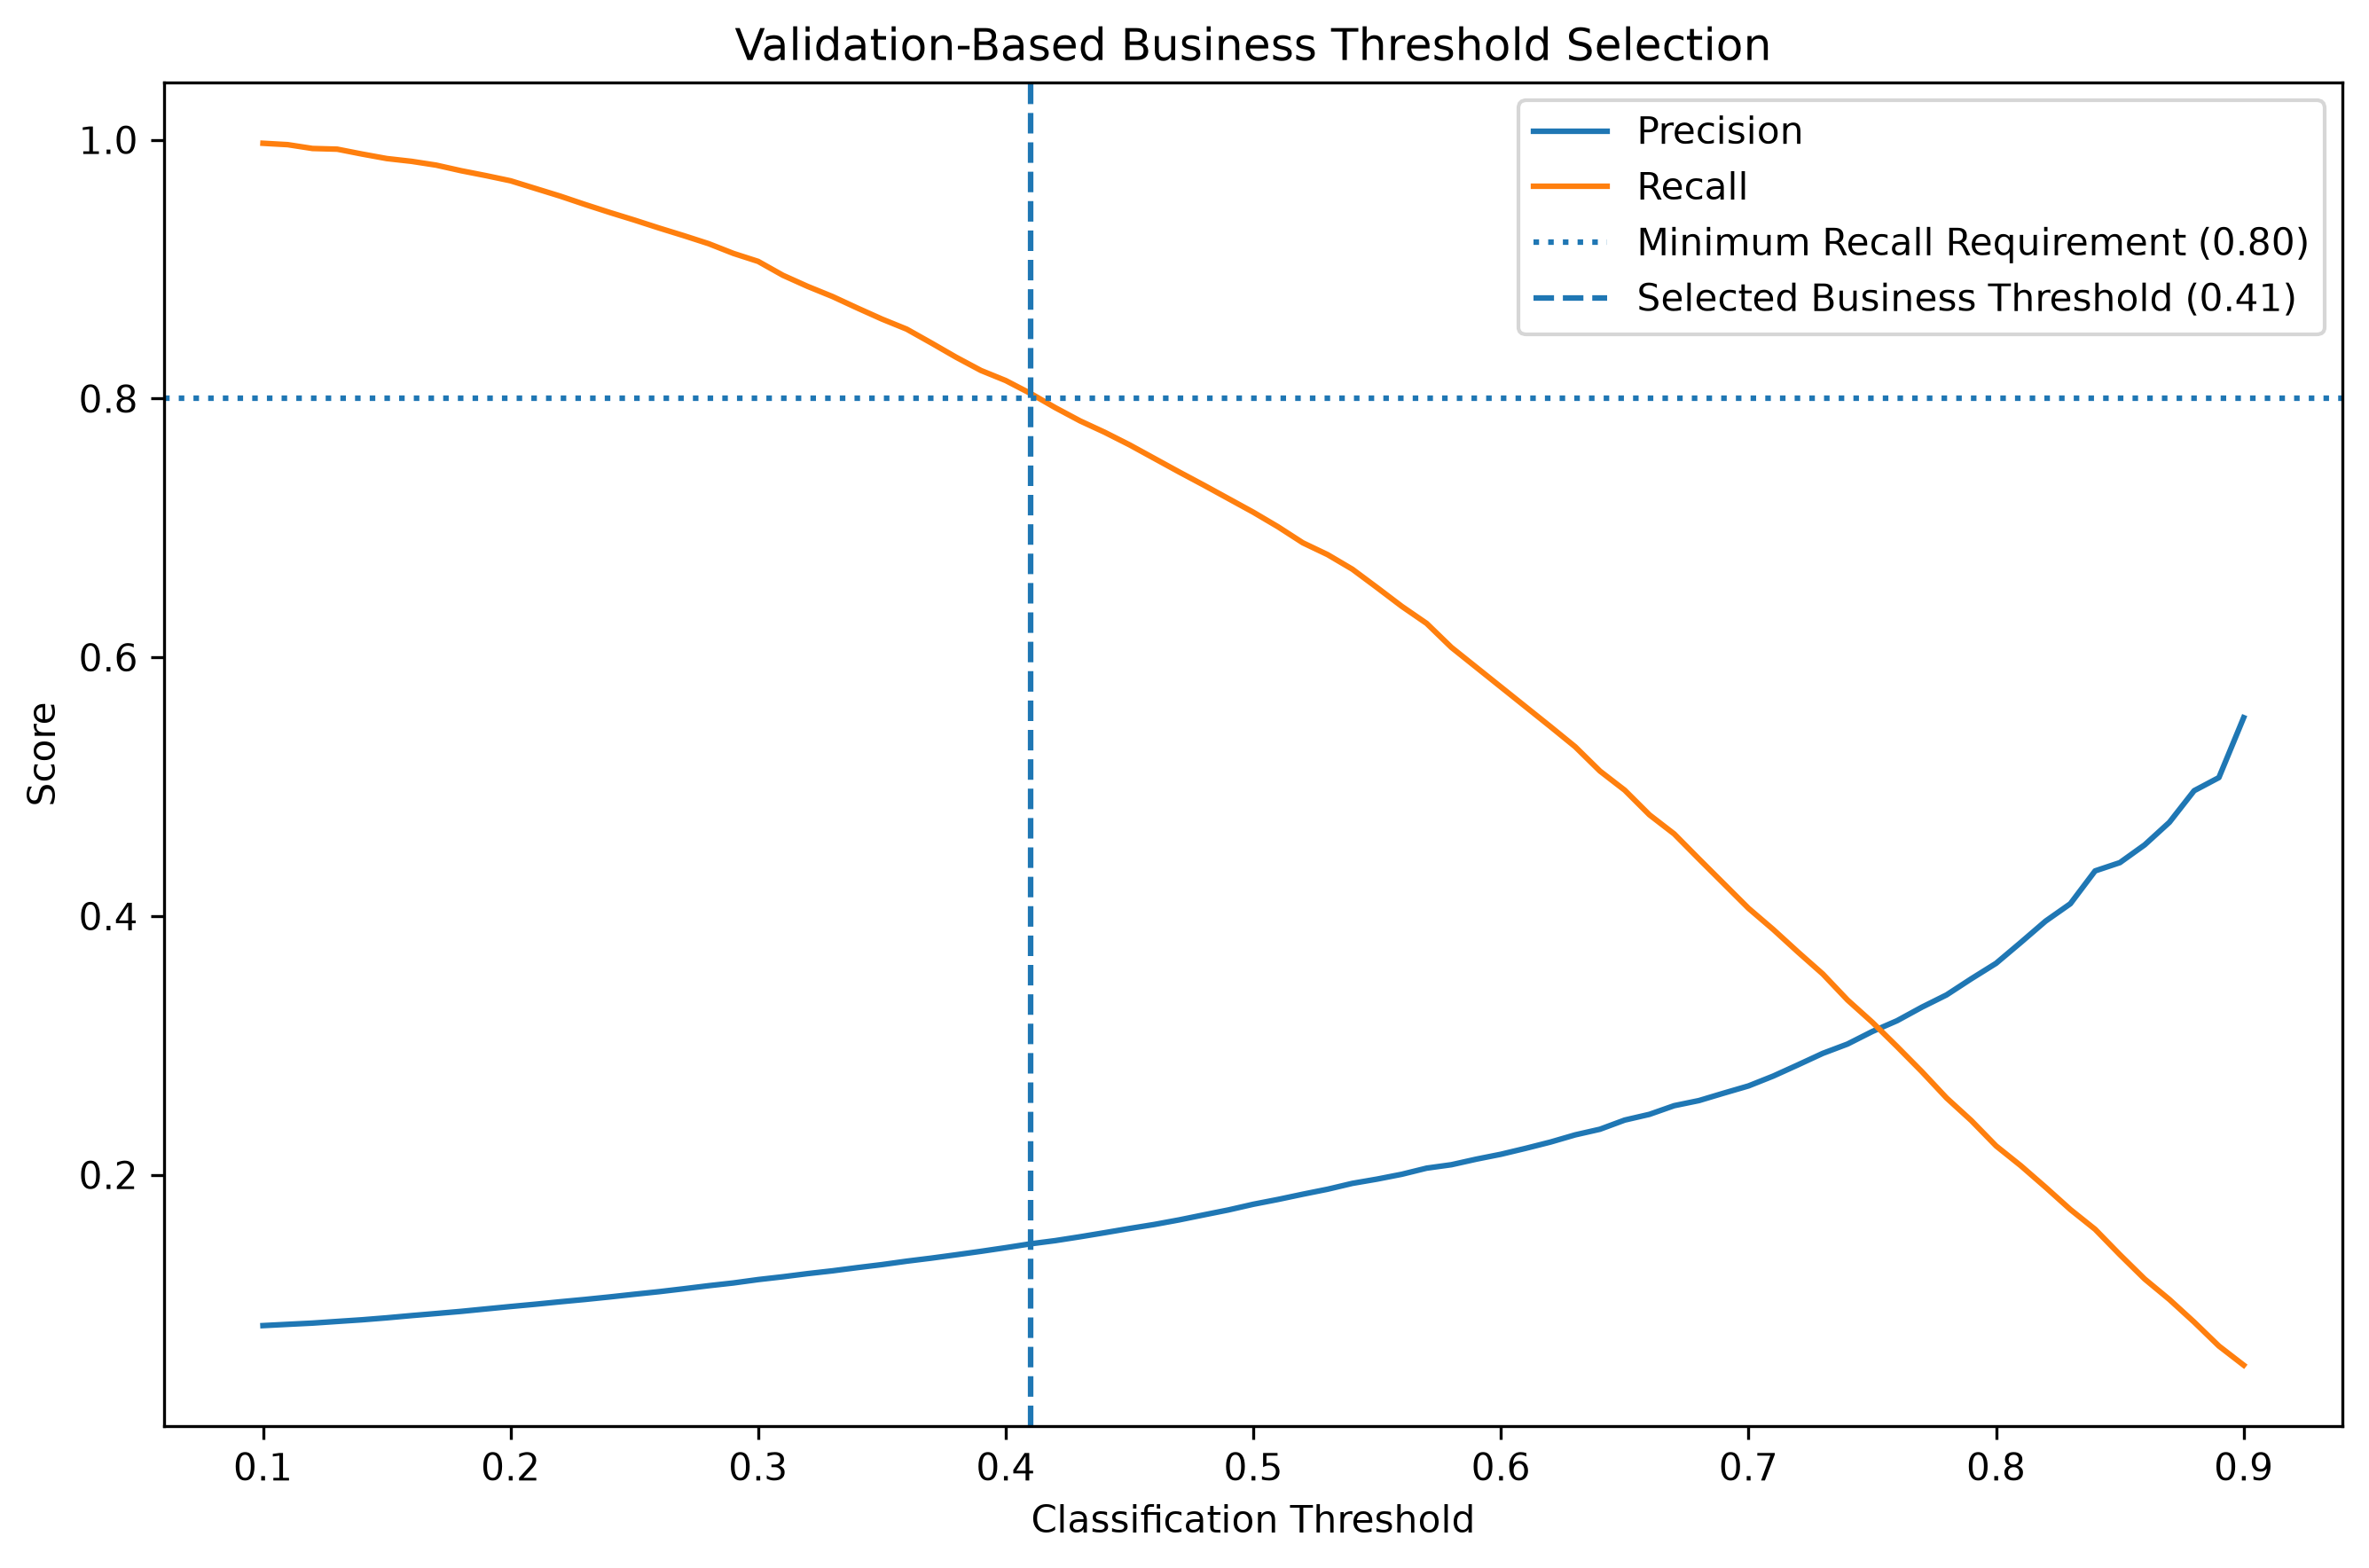 Validation-Based Business Threshold Selection
Precision
Recall
Minimum Recall Requirement (0.80)
Selected Business Threshold (0.41)
Score
1.0
0.8
0.6
0.4
0.2
0.1 0.2 0.3 0.4 0.5 0.6 0.7 0.8 0.9
Classification Threshold